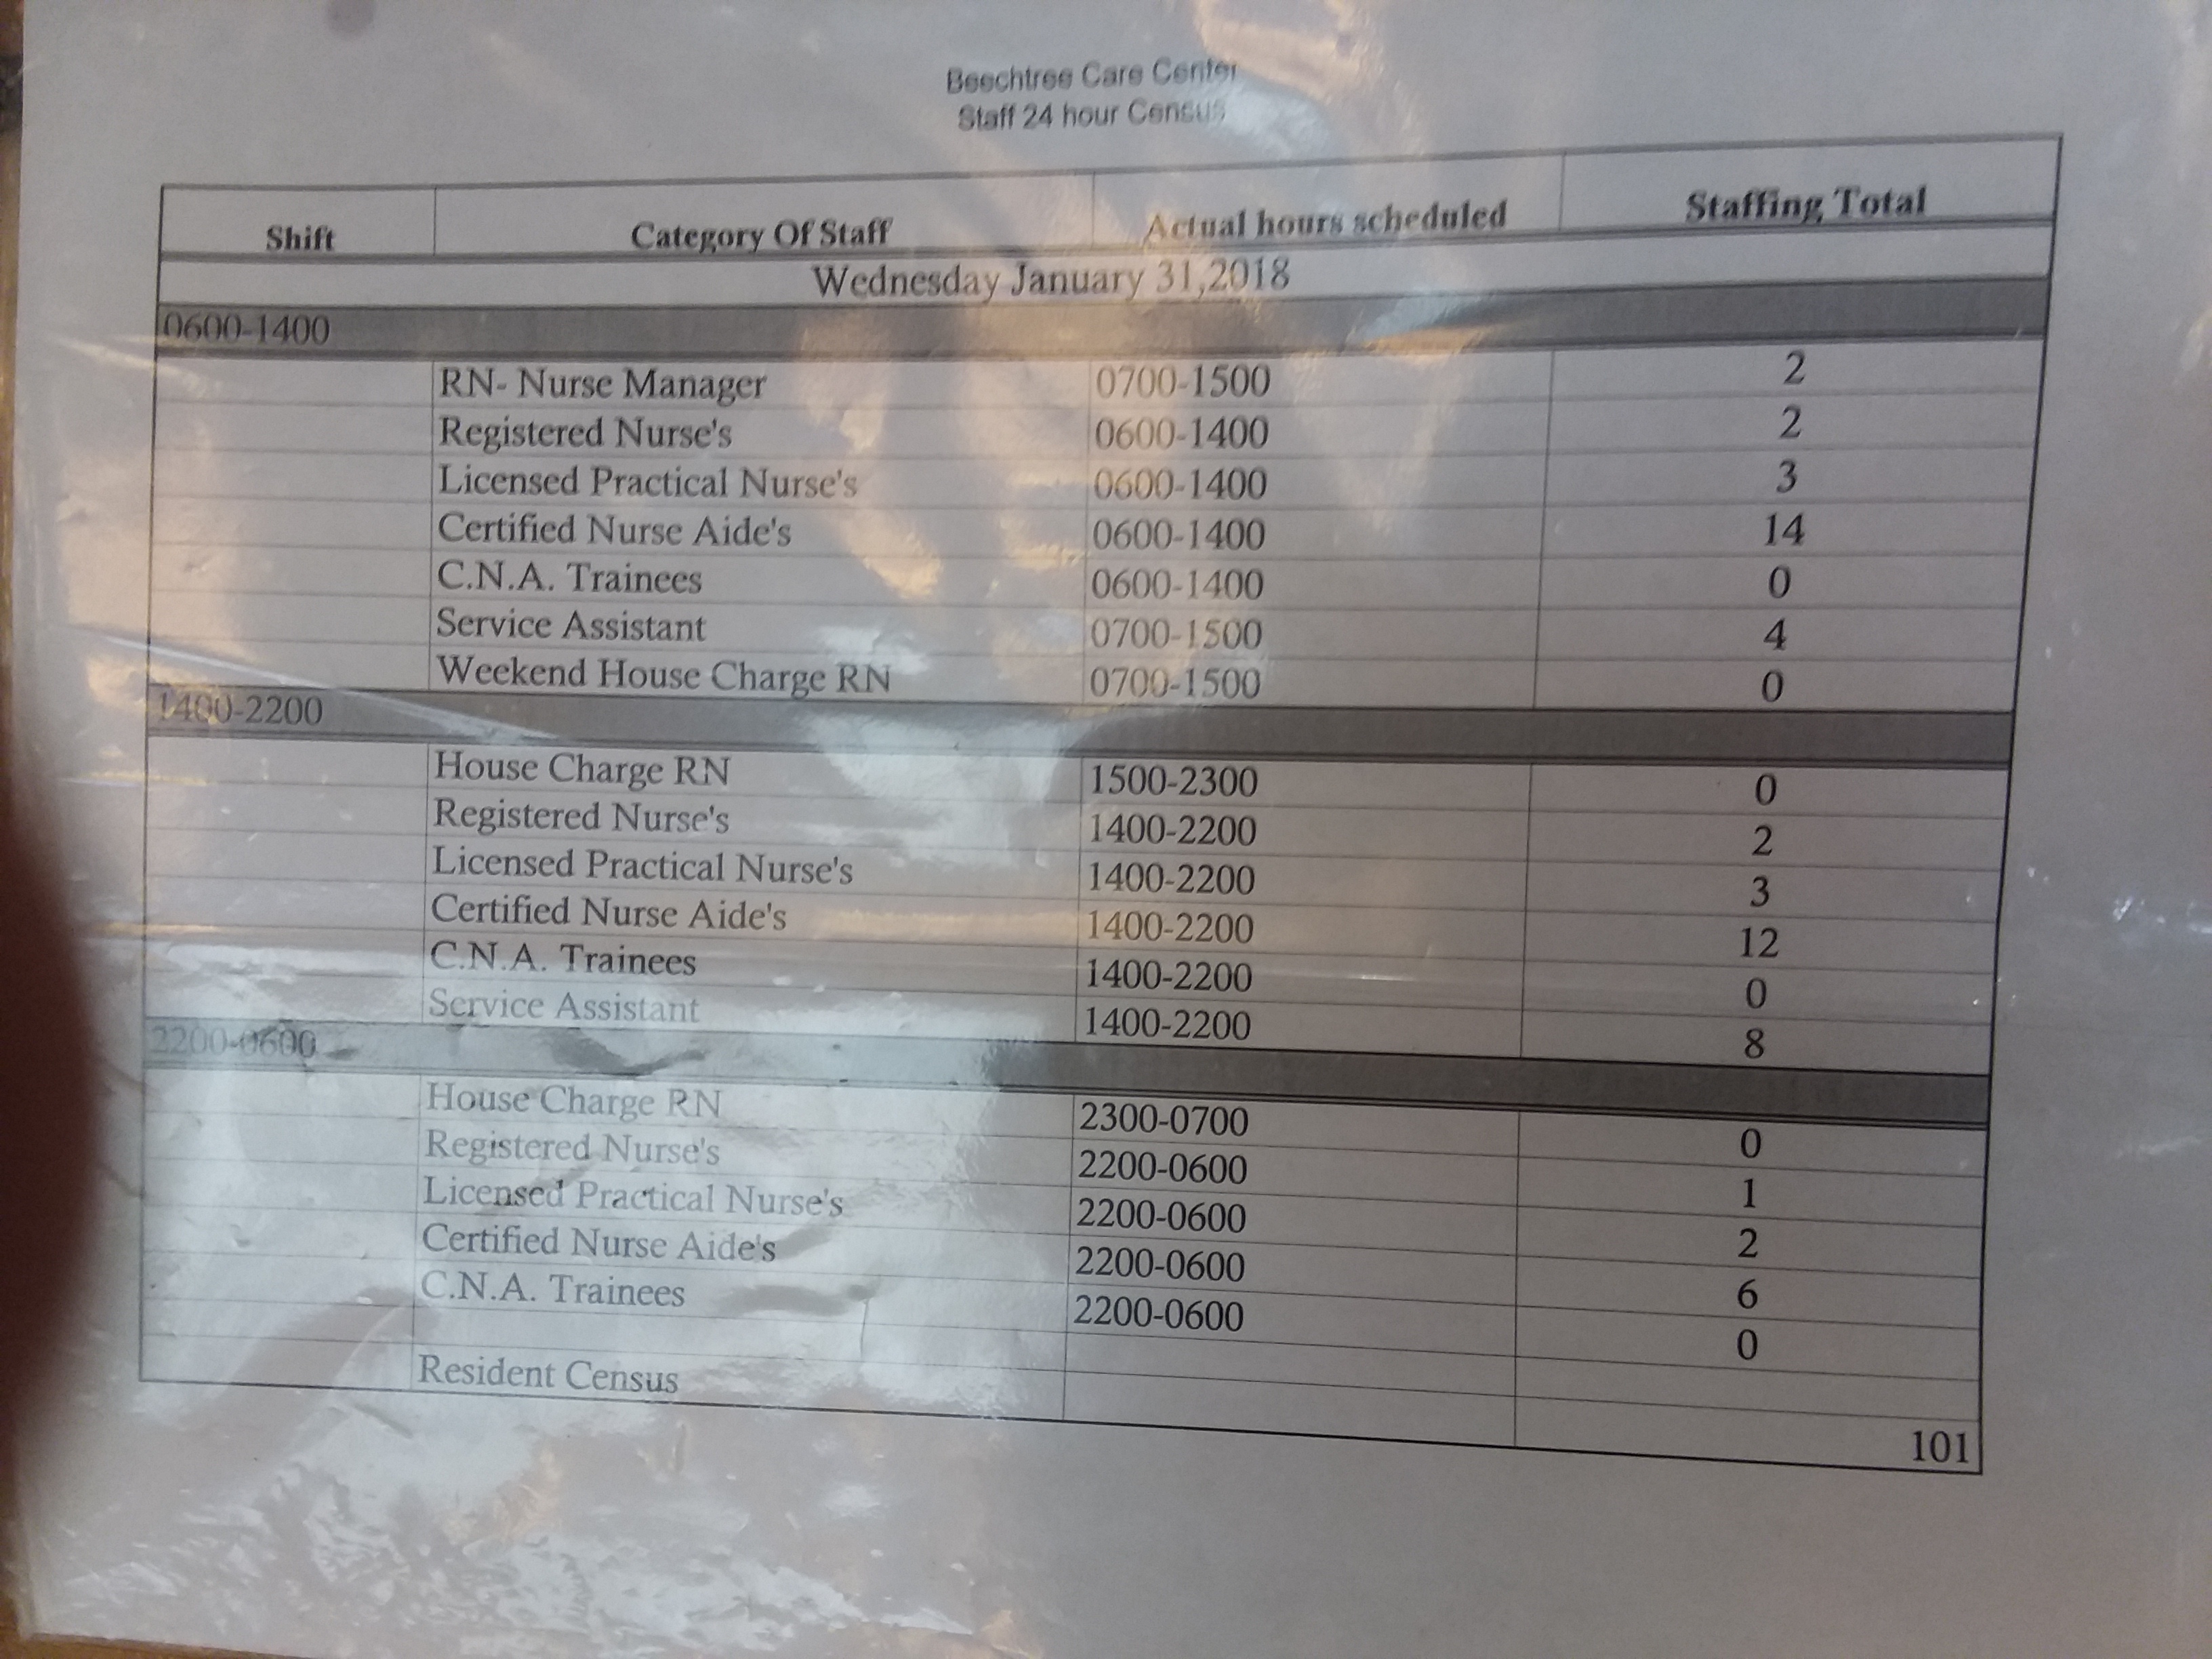 Beechtree Care Center
Staff 24 hour Census
Shift Category Of Staff Actual hours scheduled Staffing Total
Wednesday January 31,2018
0600-1400
RN- Nurse Manager 0700-1500 2
Registered Nurse's 0600-1400 2
Licensed Practical Nurse's 0600-1400 3
Certified Nurse Aide's 0600-1400 14
C.N.A. Trainees 0600-1400 0
Service Assistant 0700-1500 4
Weekend House Charge RN 0700-1500 0
1400-2200
House Charge RN 1500-2300 0
Registered Nurse's 1400-2200 2
Licensed Practical Nurse's 1400-2200 3
Certified Nurse Aide's 1400-2200 12
C.N.A. Trainees 1400-2200 0
Service Assistant 1400-2200 8
2200-0600
House Charge RN 2300-0700 0
Registered Nurse's 2200-0600 1
Licensed Practical Nurse's 2200-0600 2
Certified Nurse Aide's 2200-0600 6
C.N.A. Trainees 2200-0600 0
Resident Census 101